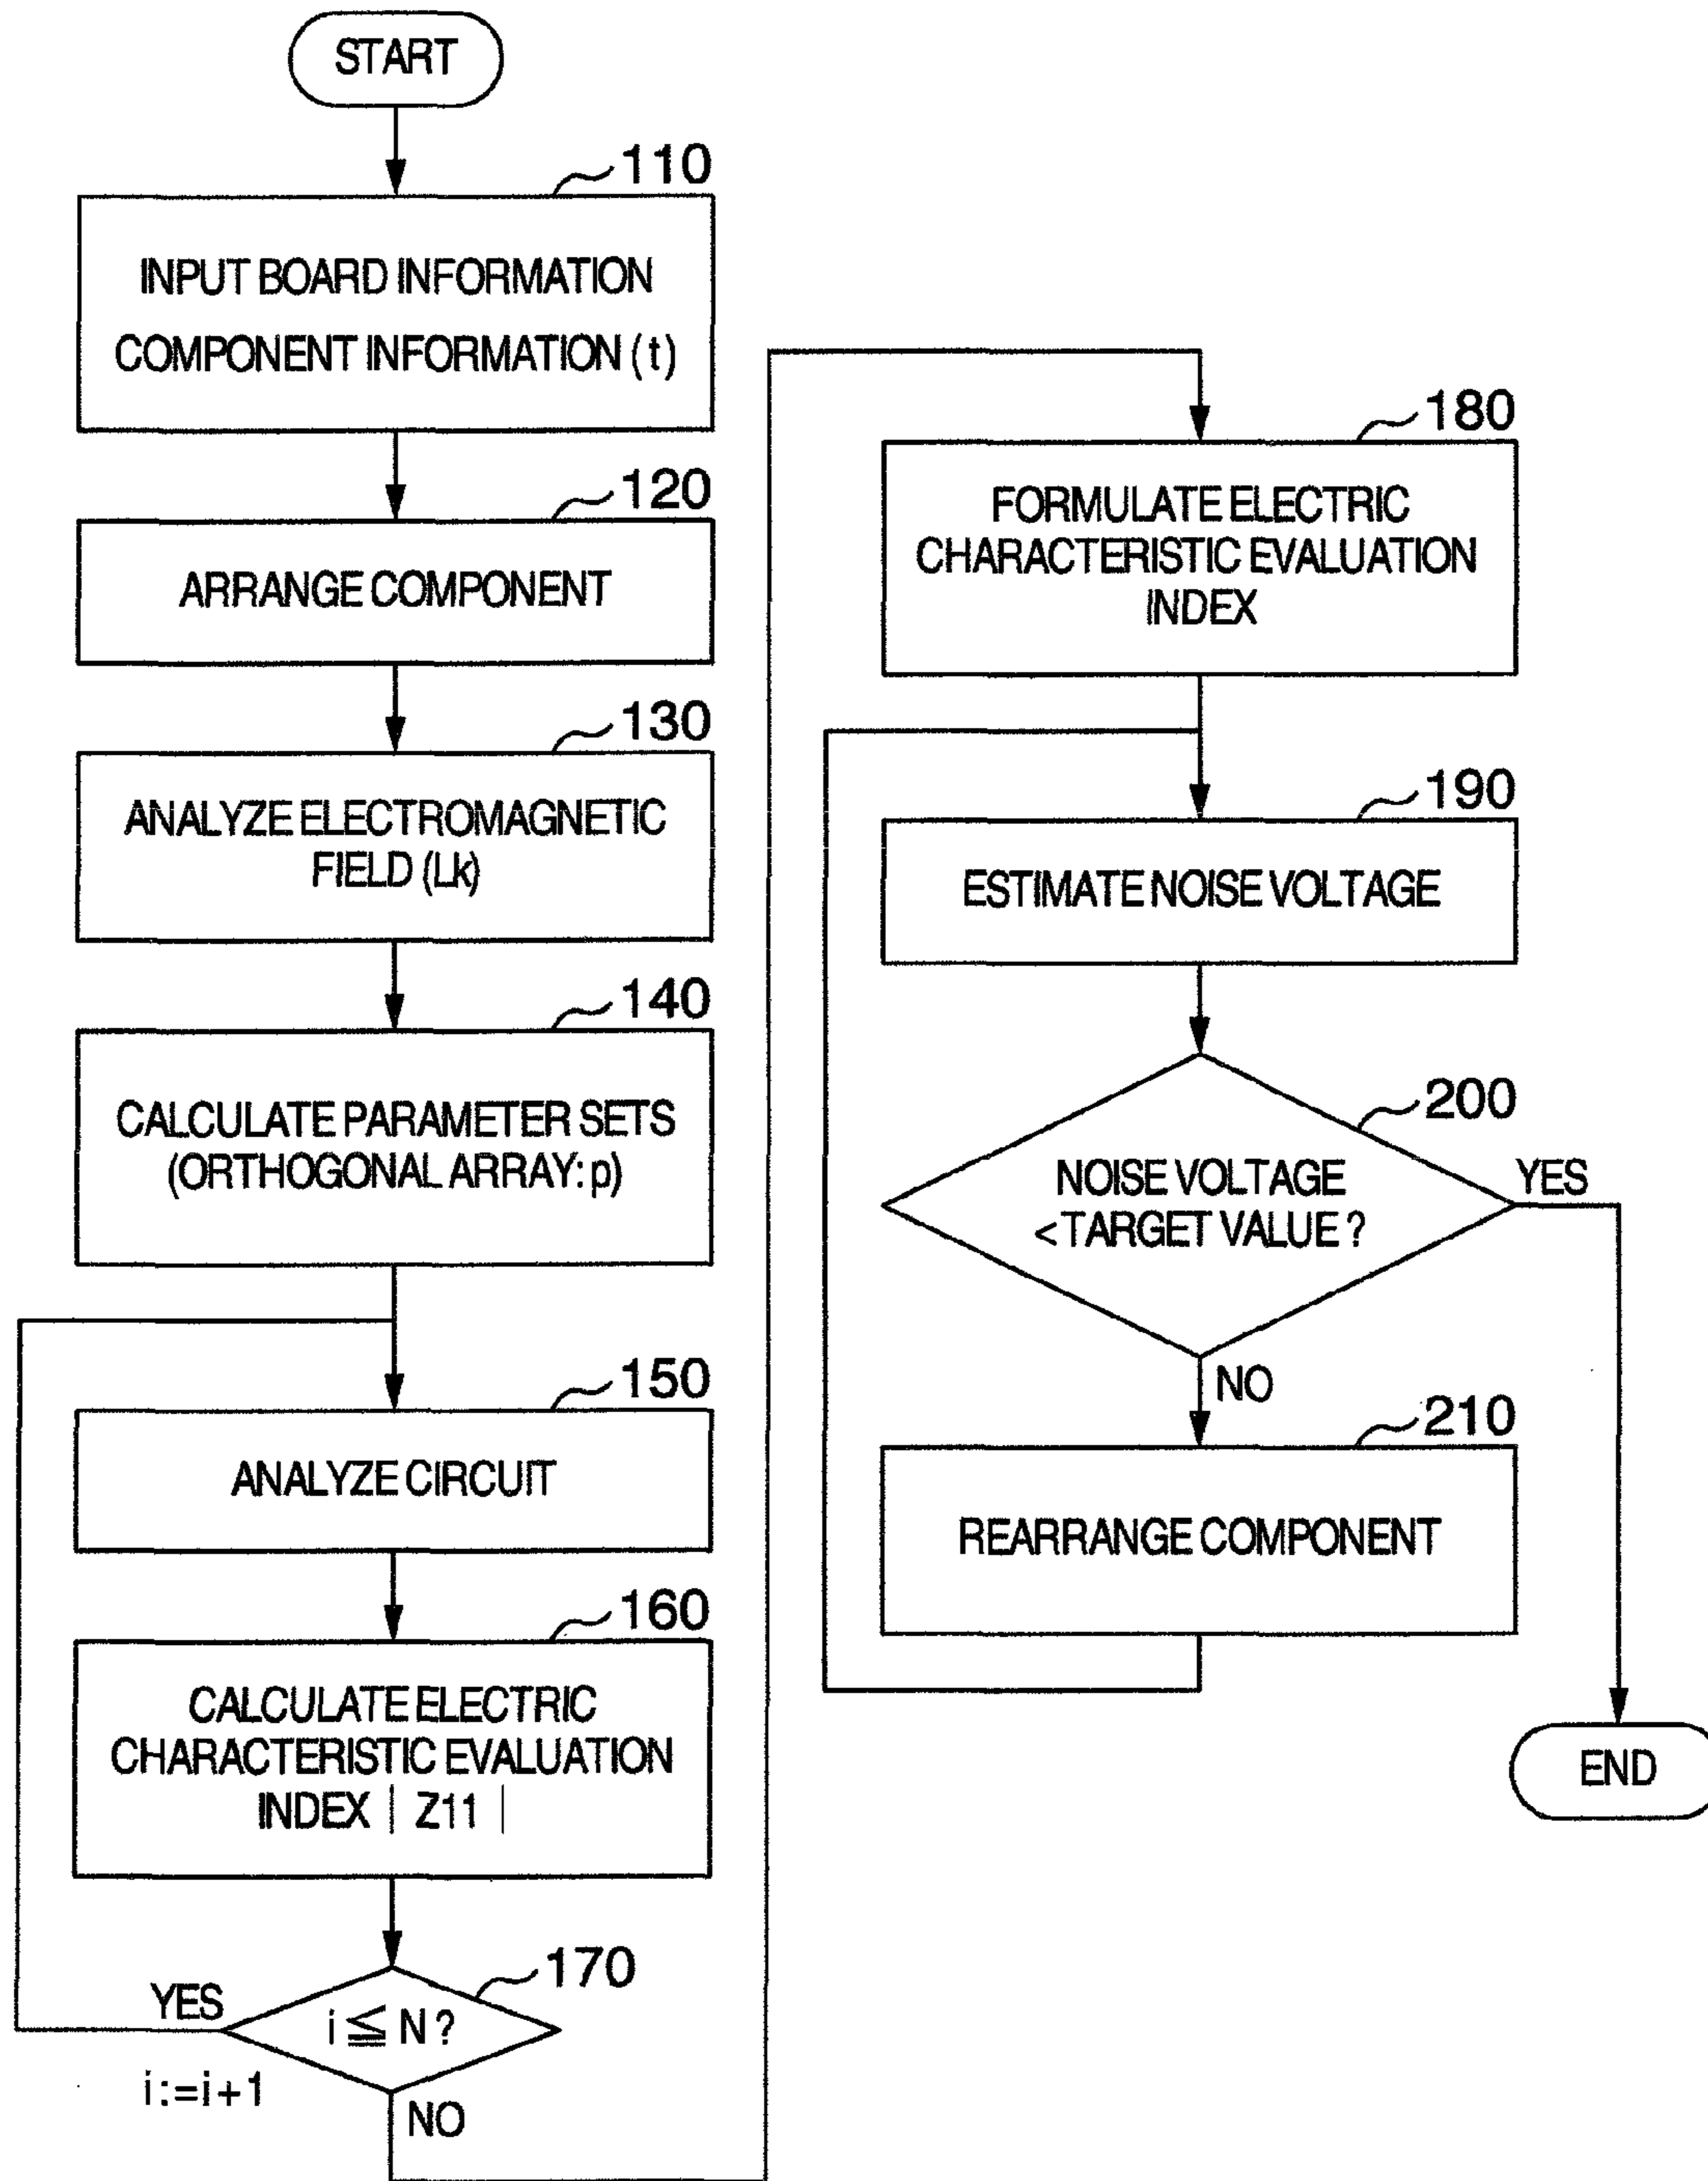 START
110
INPUT BOARD INFORMATION
COMPONENT INFORMATION (t)
120
ARRANGE COMPONENT
130
ANALYZE ELECTROMAGNETIC
FIELD (Lk)
140
CALCULATE PARAMETER SETS
(ORTHOGONAL ARRAY: p)
150
ANALYZE CIRCUIT
160
CALCULATE ELECTRIC
CHARACTERISTIC EVALUATION
INDEX | Z11 |
170
YES
i ≦ N ?
i:=i+1
NO
180
FORMULATE ELECTRIC
CHARACTERISTIC EVALUATION
INDEX
190
ESTIMATE NOISE VOLTAGE
200
NOISE VOLTAGE
< TARGET VALUE ?
YES
NO
210
REARRANGE COMPONENT
END